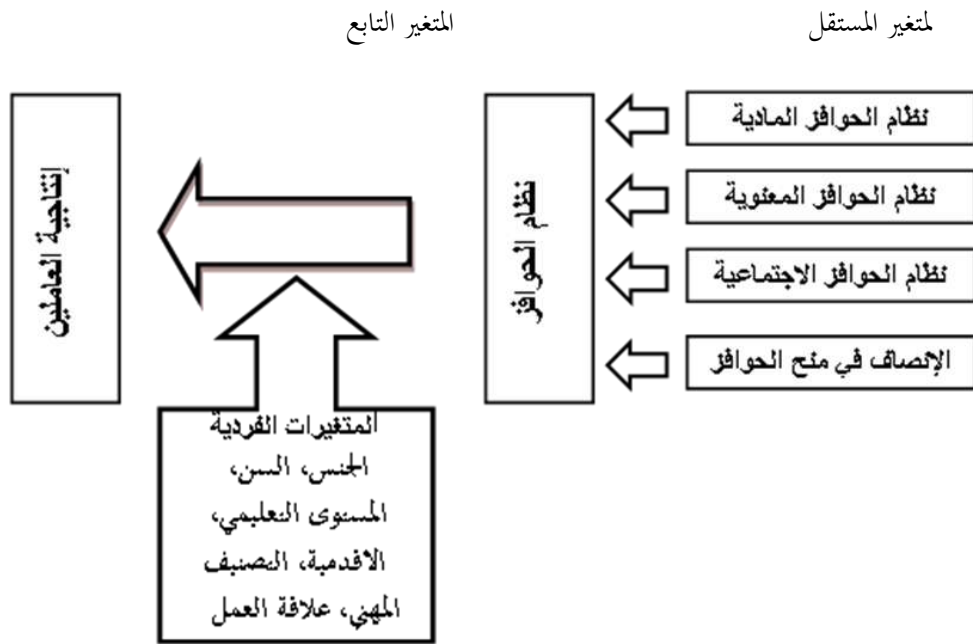 لمتغير المستقل
المتغير التابع
نظام الحوافز المادية
نظام الحوافز المعنوية
نظام الحوافز الاجتماعية
الإنصاف في منح الحوافز
نظام الحوافز
إنتاجية العاملين
المتغيرات الفردية
الجنس، السن،
المستوى التعليمي،
الاقدمية، التصنيف
المهني، علاقة العمل